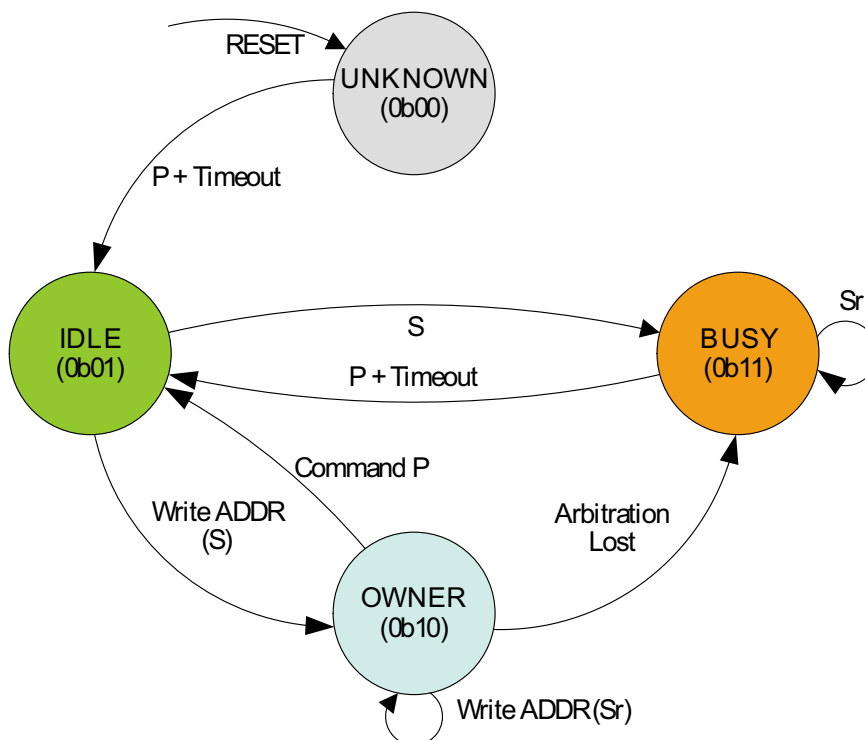 RESET
UNKNOWN
(0b00)
P + Timeout
IDLE
(0b01)
S
P + Timeout
BUSY
(0b11)
Sr
Command P
Write ADDR
(S)
Arbitration
Lost
OWNER
(0b10)
Write ADDR(Sr)